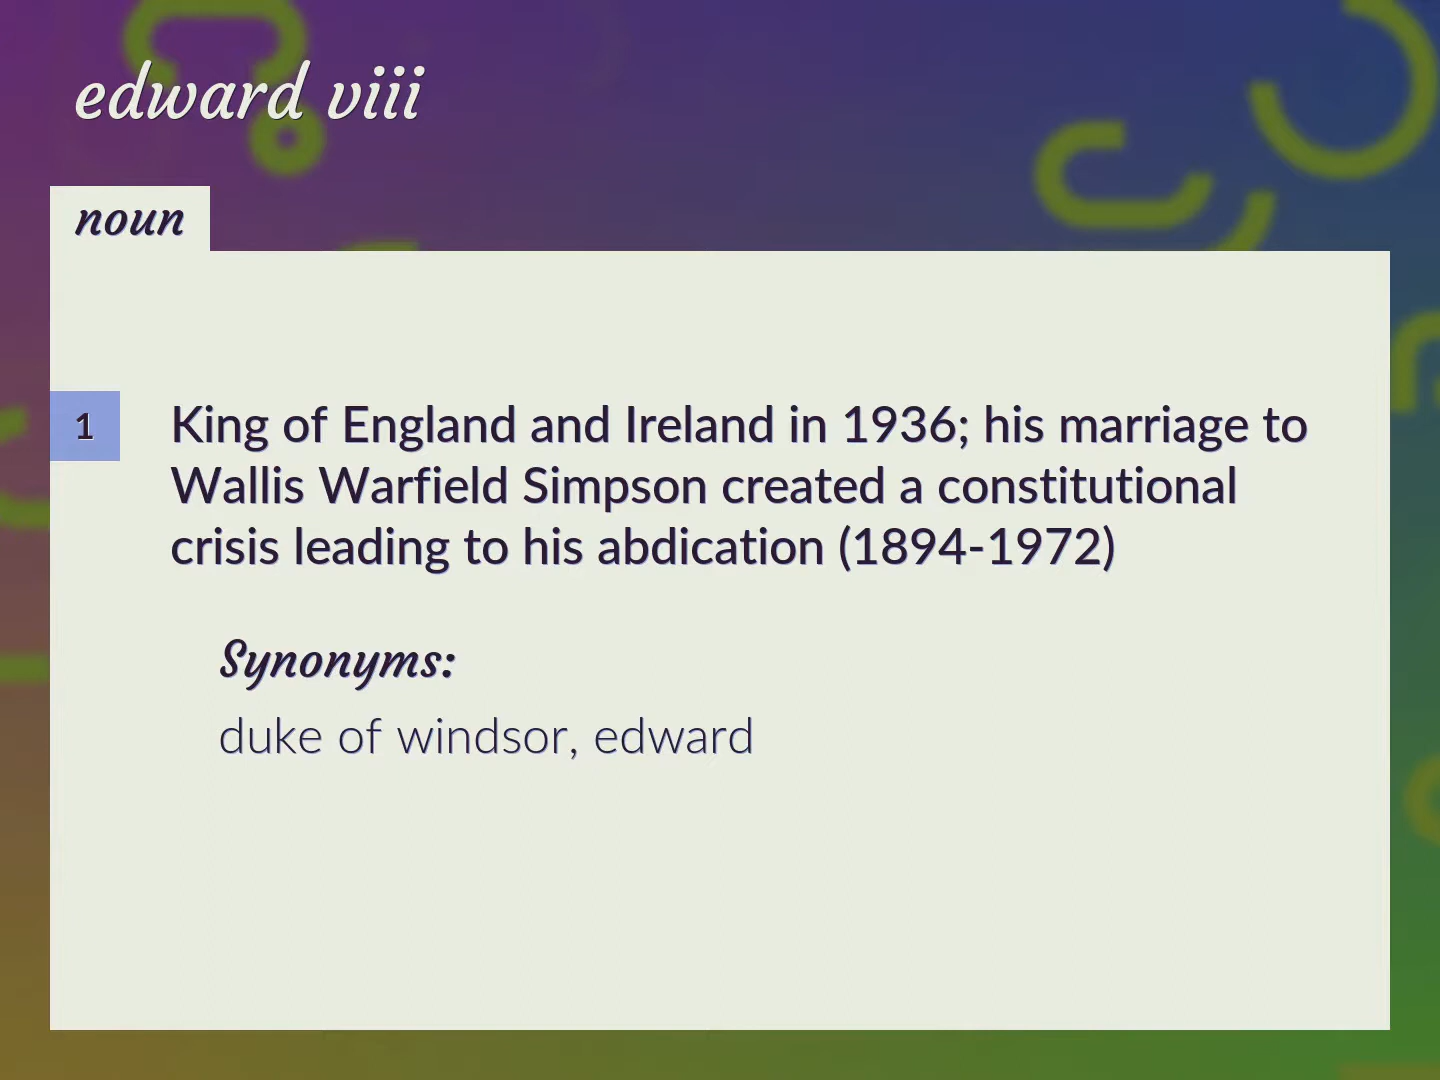 edward viii
noun
1
King of England and Ireland in 1936; his marriage to
Wallis Warfield Simpson created a constitutional
crisis leading to his abdication (1894-1972)
Synonyms:
duke of windsor, edward